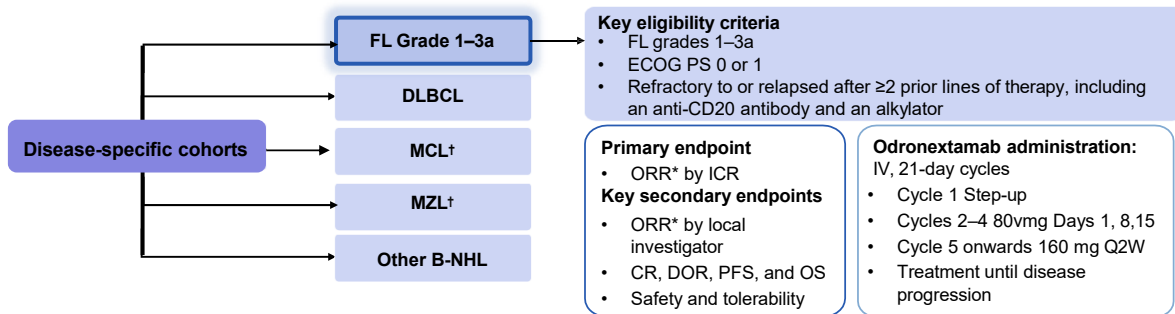 Disease-specific cohorts
FL Grade 1–3a
DLBCL
MCL†
MZL†
Other B-NHL
Key eligibility criteria
• FL grades 1–3a
• ECOG PS 0 or 1
• Refractory to or relapsed after ≥2 prior lines of therapy, including
an anti-CD20 antibody and an alkylator
Primary endpoint
• ORR* by ICR
Key secondary endpoints
• ORR* by local
investigator
• CR, DOR, PFS, and OS
• Safety and tolerability
Odronextamab administration:
IV, 21-day cycles
• Cycle 1 Step-up
• Cycles 2–4 80vmg Days 1, 8,15
• Cycle 5 onwards 160 mg Q2W
• Treatment until disease
progression